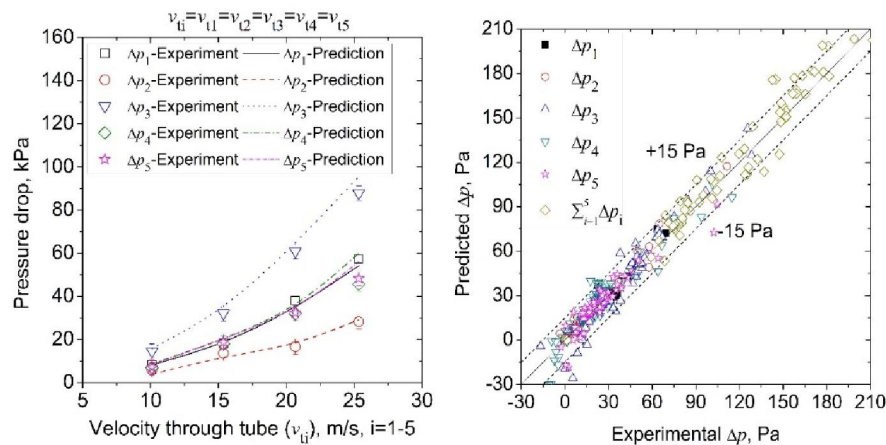 v_ti=v_t1=v_t2=v_t3=v_t4=v_t5
Δp₁-Experiment Δp₁-Prediction
Δp₂-Experiment Δp₂-Prediction
Δp₃-Experiment Δp₃-Prediction
Δp₄-Experiment Δp₄-Prediction
Δp₅-Experiment Δp₅-Prediction
Pressure drop, kPa
160
140
120
100
80
60
40
20
0
5 10 15 20 25 30
Velocity through tube (v_ti), m/s, i=1-5
Predicted Δp, Pa
210
180
150
120
90
60
30
0
-30
Δp₁
Δp₂
Δp₃
Δp₄
Δp₅
Σ⁵ᵢ₌₁Δpᵢ
+15 Pa
-15 Pa
-30 0 30 60 90 120 150 180 210
Experimental Δp, Pa